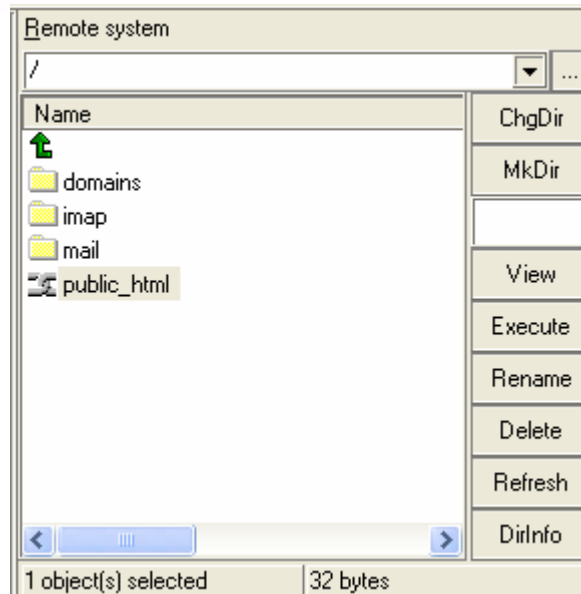 Remote system
/
...
Name
ChgDir
MkDir
domains
imap
mail
public_html
View
Execute
Rename
Delete
Refresh
DirInfo
1 object(s) selected
32 bytes